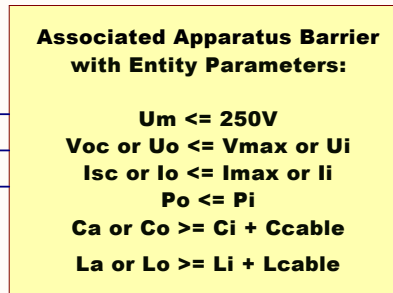 Associated Apparatus Barrier
with Entity Parameters:
Um <= 250V
Voc or Uo <= Vmax or Ui
Isc or Io <= Imax or Ii
Po <= Pi
Ca or Co >= Ci + Ccable
La or Lo >= Li + Lcable